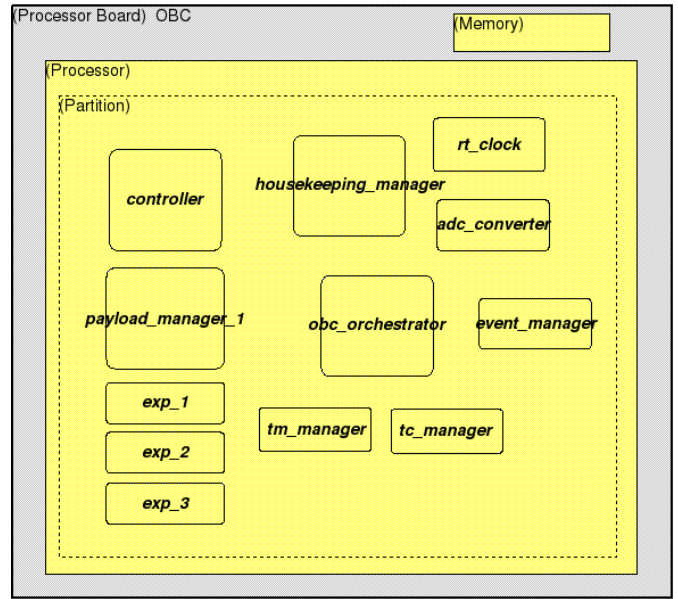 (Processor Board) OBC
(Memory)
(Processor)
(Partition)
rt_clock
controller
housekeeping_manager
adc_converter
payload_manager_1
obc_orchestrator
event_manager
exp_1
tm_manager
tc_manager
exp_2
exp_3